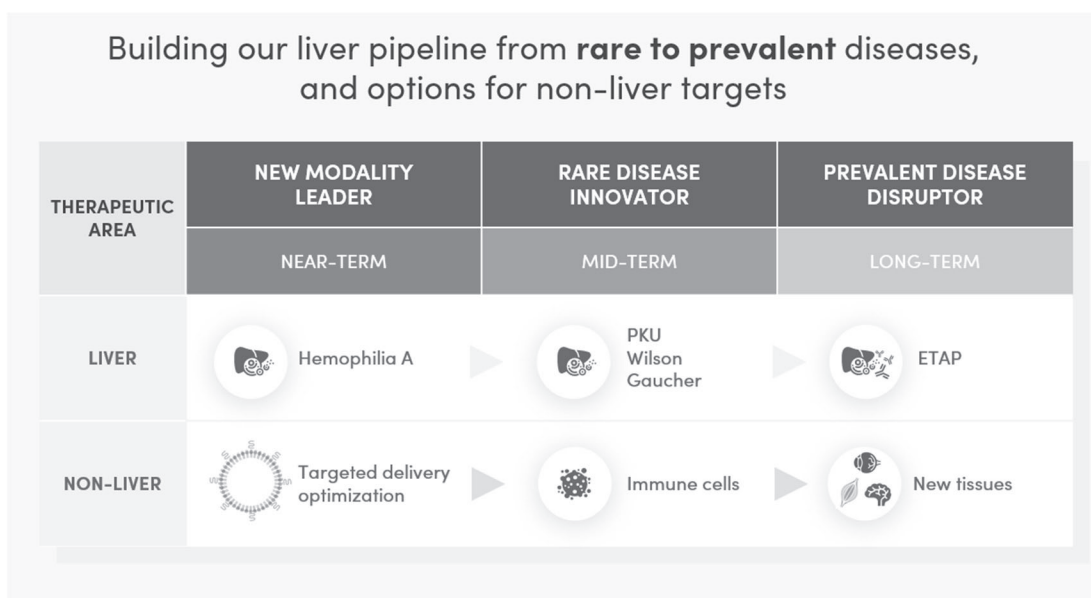 Building our liver pipeline from rare to prevalent diseases,
and options for non-liver targets
THERAPEUTIC
AREA
NEW MODALITY
LEADER
RARE DISEASE
INNOVATOR
PREVALENT DISEASE
DISRUPTOR
NEAR-TERM
MID-TERM
LONG-TERM
LIVER
Hemophilia A
PKU
Wilson
Gaucher
ETAP
NON-LIVER
Targeted delivery
optimization
Immune cells
New tissues